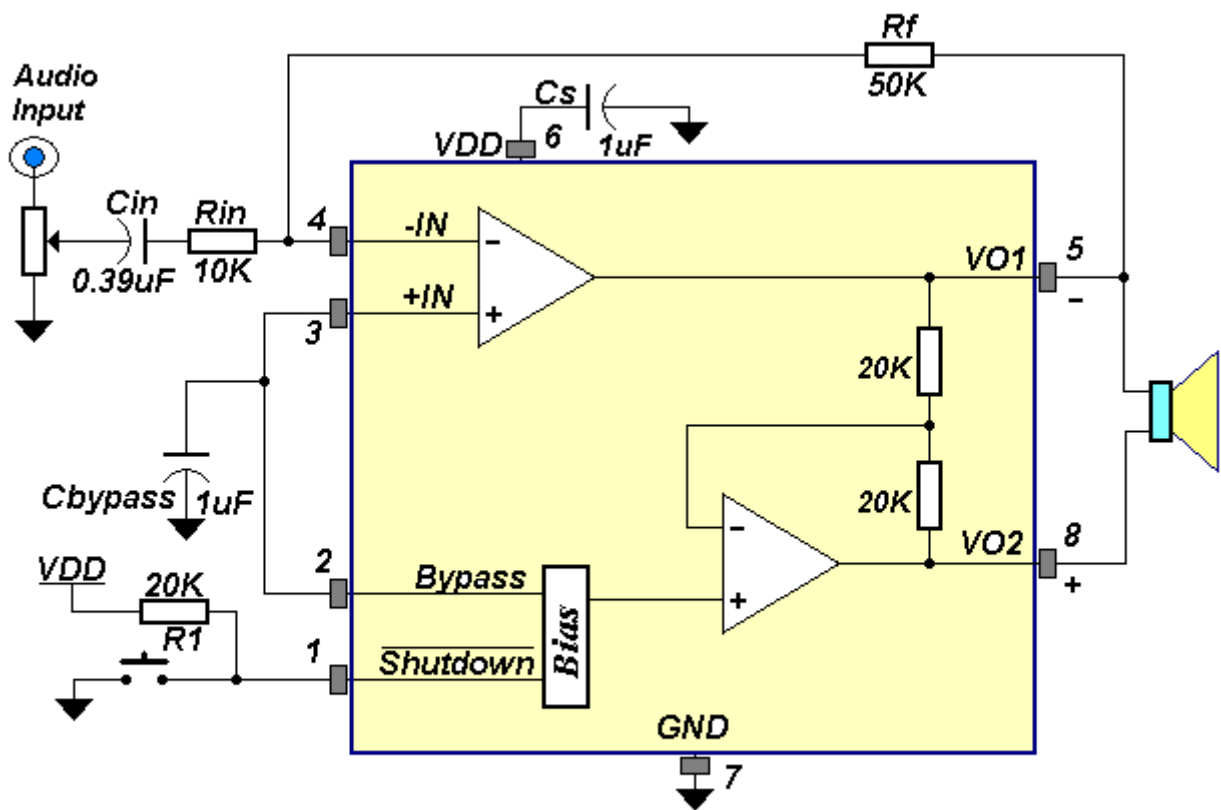 Rf
50K
Audio
Input
Cs
1uF
6
VDD
Cin
0.39uF
Rin
10K
4
-IN
−
+IN
+
3
VO1
5
−
20K
20K
Cbypass
1uF
VDD
20K
R1
2
Bypass
1
Shutdown
Bias
−
+
VO2
8
+
GND
7